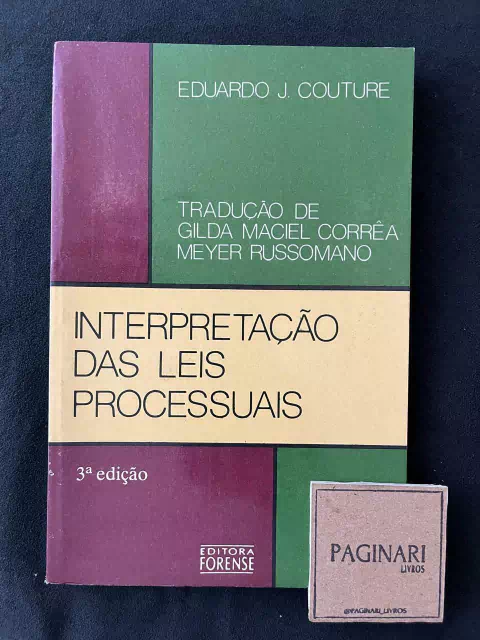 EDUARDO J. COUTURE
TRADUÇÃO DE
GILDA MACIEL CORRÊA
MEYER RUSSOMANO
INTERPRETAÇÃO
DAS LEIS
PROCESSUAIS
3ª edição
EDITORA
FORENSE
PAGINARI
LIVROS
@PAGINARI_LIVROS